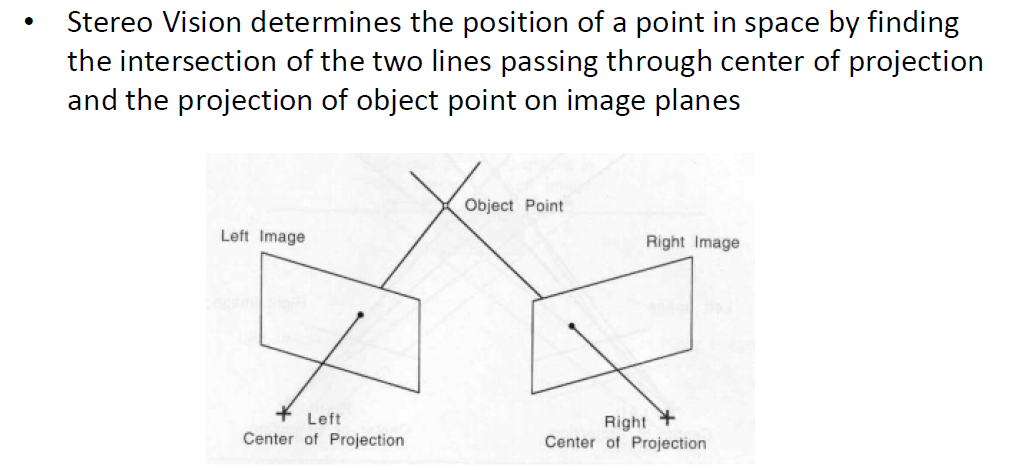 • Stereo Vision determines the position of a point in space by finding
the intersection of the two lines passing through center of projection
and the projection of object point on image planes
Object Point
Left Image
Right Image
Left
Center of Projection
Right
Center of Projection